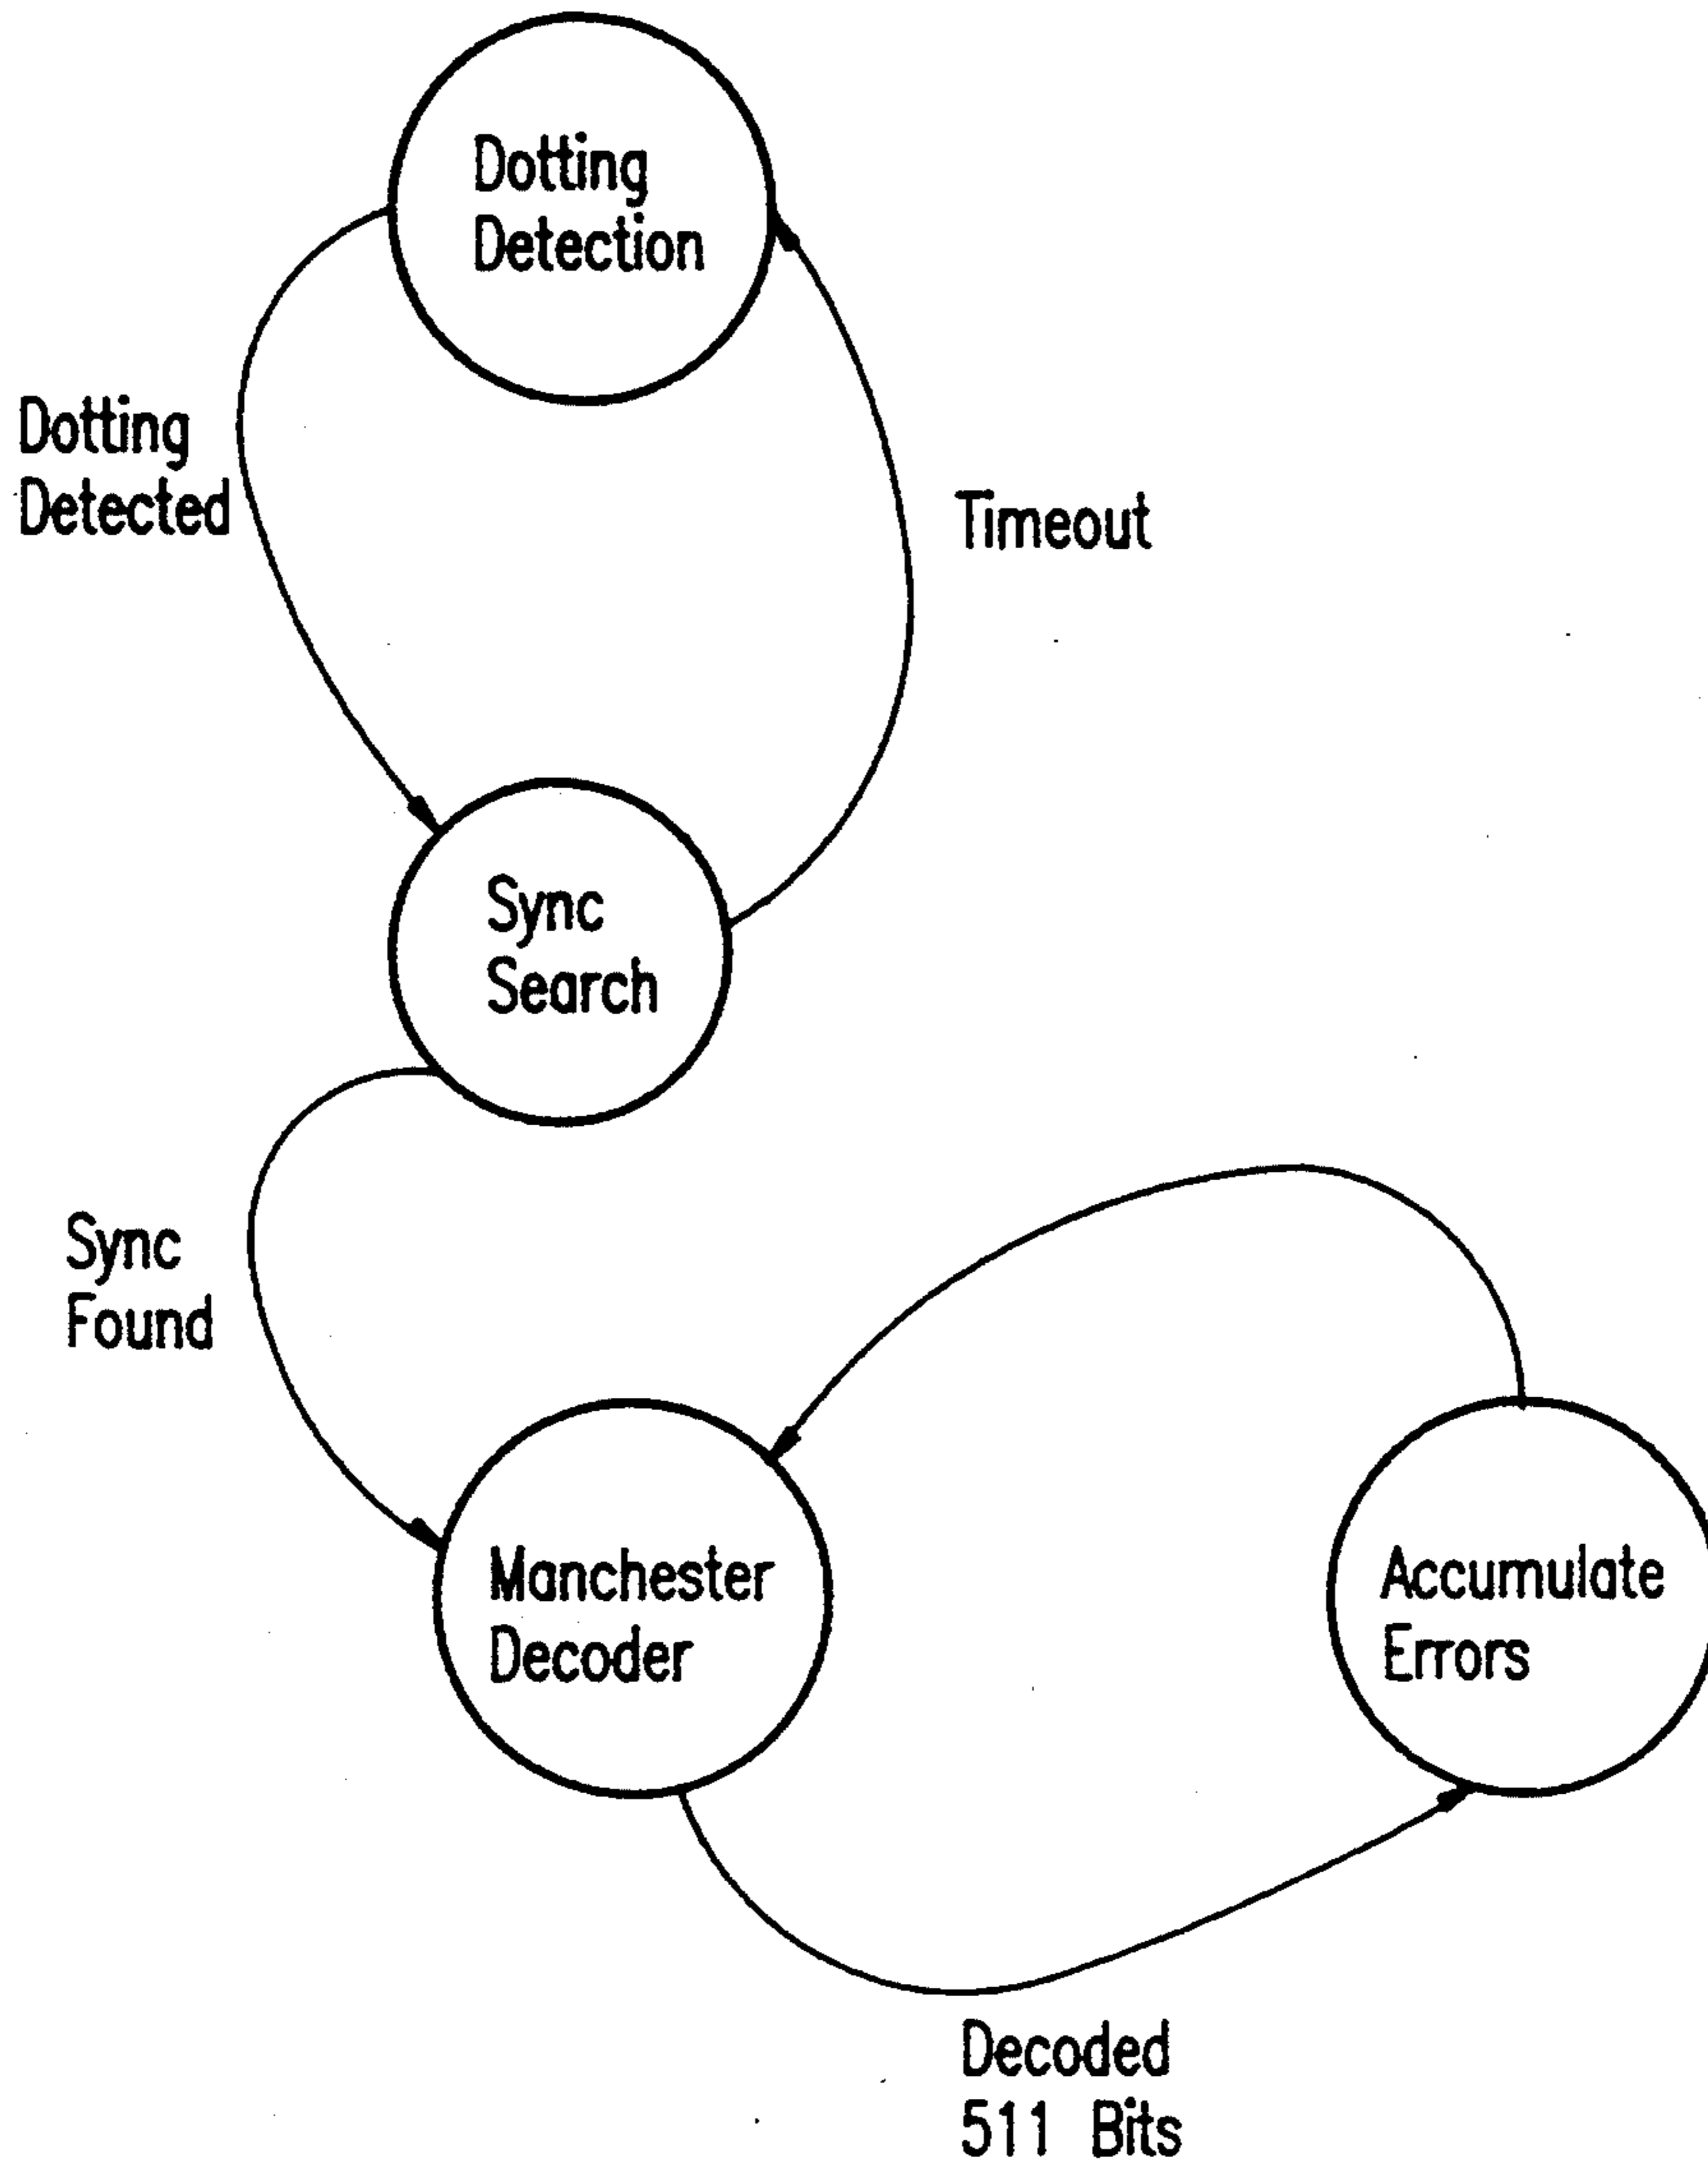 Dotting
Detection
Dotting
Detected
Timeout
Sync
Search
Sync
Found
Manchester
Decoder
Accumulate
Errors
Decoded
511 Bits